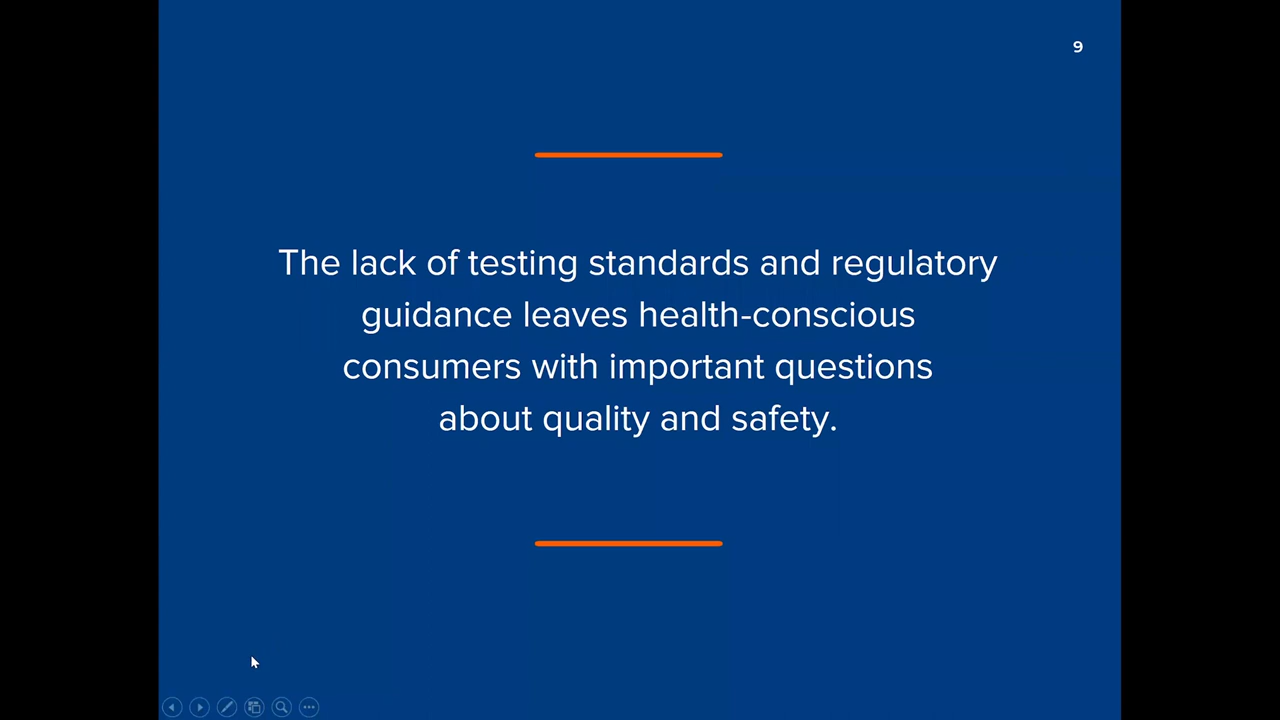 9
The lack of testing standards and regulatory
guidance leaves health-conscious
consumers with important questions
about quality and safety.